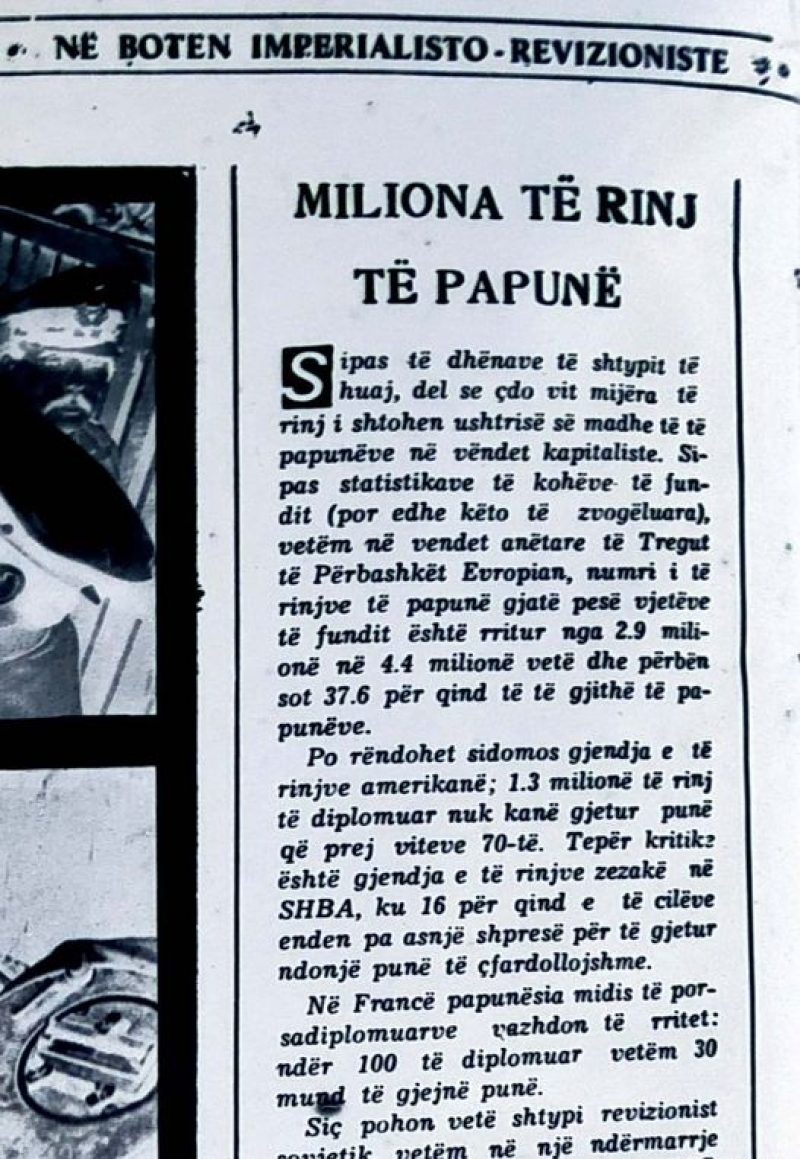 NË BOTEN IMPERIALISTO-REVIZIONISTE
MILIONA TË RINJ
TË PAPUNË
Sipas të dhënave të shtypit të
huaj, del se çdo vit mijëra të
rinj i shtohen ushtrisë së madhe të të
papunëve në vëndet kapitaliste. Si-
pas statistikave të kohëve të fun-
dit (por edhe këto të zvogëluara),
vetëm në vendet anëtare të Tregut
të Përbashkët Evropian, numri i të
rinjve të papunë gjatë pesë vjetëve
të fundit është rritur nga 2.9 mili-
onë në 4.4 milionë vetë dhe përbën
sot 37.6 për qind të të gjithë të pa-
punëve.
Po rëndohet sidomos gjendja e të
rinjve amerikanë; 1.3 milionë të rinj
të diplomuar nuk kanë gjetur punë
që prej viteve 70-të. Tepër kritike
është gjendja e të rinjve zezakë në
SHBA, ku 16 për qind e të cilëve
enden pa asnjë shpresë për të gjetur
ndonjë punë të çfardollojshme.
Në Francë papunësia midis të por-
sadiplomuarve vazhdon të rritet:
ndër 100 të diplomuar vetëm 30
mund të gjejnë punë.
Siç pohon vetë shtypi revizionist
sovjetik vetëm në një ndërmarrje